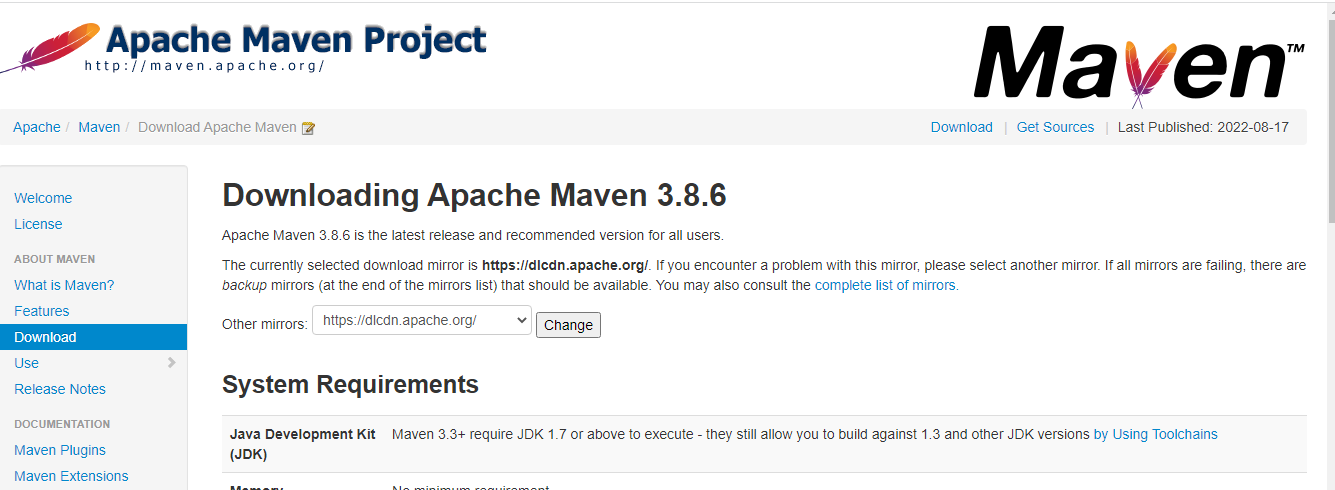 Apache Maven Project
http://maven.apache.org/
Maven™
Apache / Maven / Download Apache Maven
Download | Get Sources | Last Published: 2022-08-17
Welcome
License
ABOUT MAVEN
What is Maven?
Features
Download
Use
Release Notes
DOCUMENTATION
Maven Plugins
Maven Extensions
Downloading Apache Maven 3.8.6
Apache Maven 3.8.6 is the latest release and recommended version for all users.
The currently selected download mirror is https://dlcdn.apache.org/. If you encounter a problem with this mirror, please select another mirror. If all mirrors are failing, there are
backup mirrors (at the end of the mirrors list) that should be available. You may also consult the complete list of mirrors.
Other mirrors: https://dlcdn.apache.org/ Change
System Requirements
Java Development Kit (JDK)
Maven 3.3+ require JDK 1.7 or above to execute - they still allow you to build against 1.3 and other JDK versions by Using Toolchains
Memory
No minimum requirement